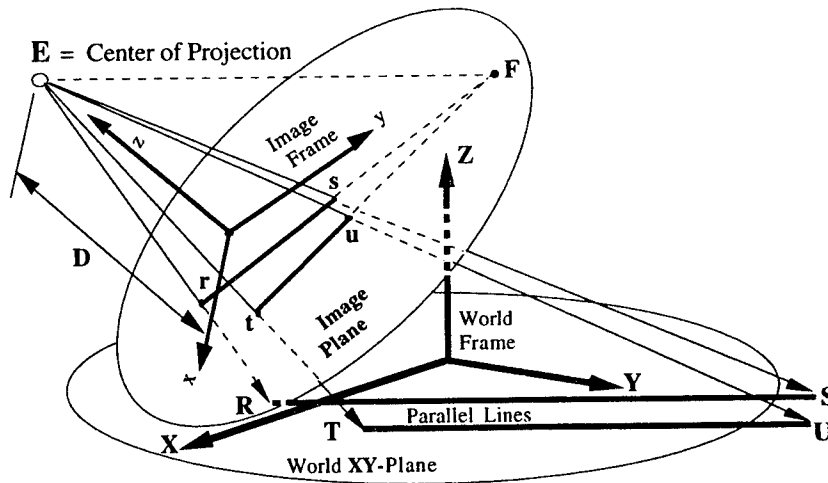 E = Center of Projection
F
z
Image
Frame
y
Z
s
u
D
r
t
Image
Plane
World
Frame
x
Y
R
S
X
T
Parallel Lines
U
World XY-Plane